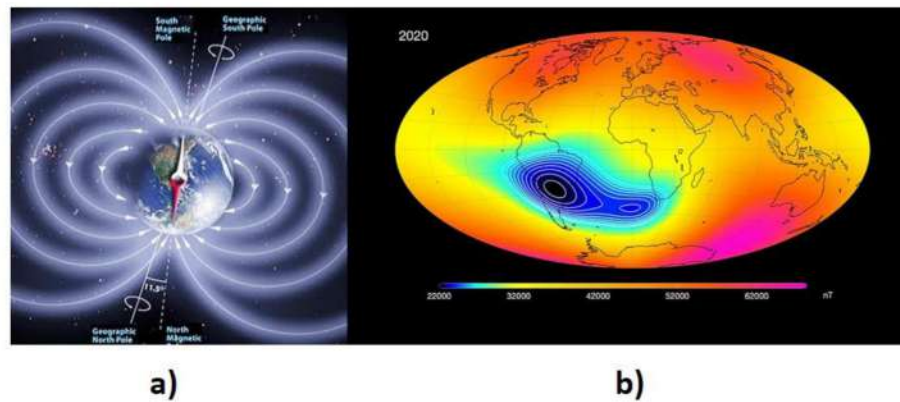 South
Magnetic
Pole
Geographic
South Pole
11,5°
Geographic
North Pole
North
Magnetic
2020
22000 32000 42000 52000 62000 nT
a) b)